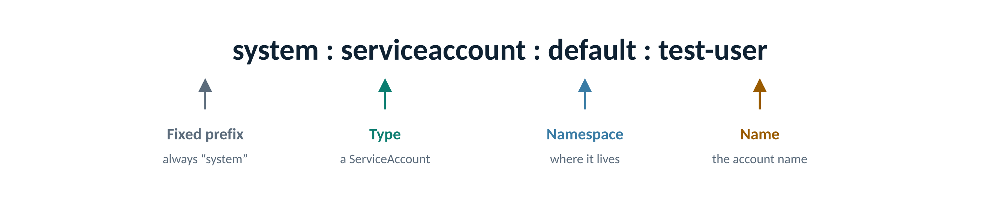 system : serviceaccount : default : test-user
Fixed prefix Type Namespace Name
always “system” a ServiceAccount where it lives the account name